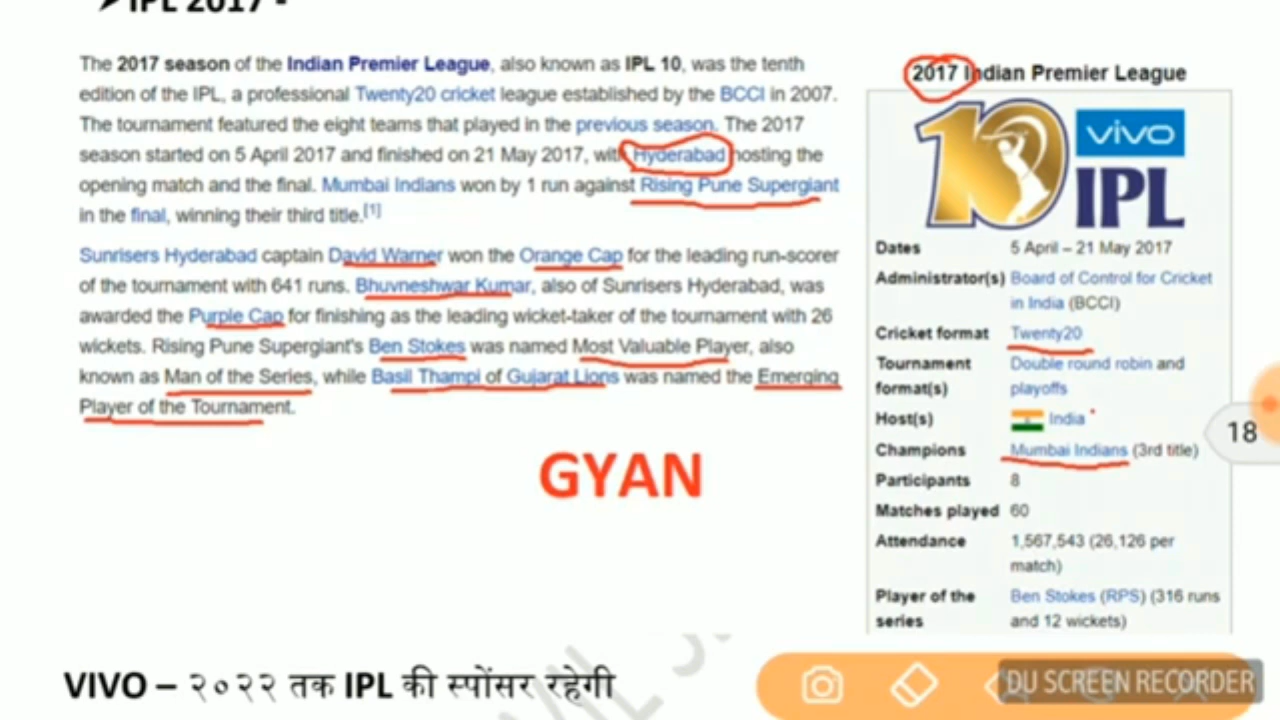 ➤IPL 2017 -
The 2017 season of the Indian Premier League, also known as IPL 10, was the tenth
edition of the IPL, a professional Twenty20 cricket league established by the BCCI in 2007.
The tournament featured the eight teams that played in the previous season. The 2017
season started on 5 April 2017 and finished on 21 May 2017, with Hyderabad hosting the
opening match and the final. Mumbai Indians won by 1 run against Rising Pune Supergiant
in the final, winning their third title.[1]
Sunrisers Hyderabad captain David Warner won the Orange Cap for the leading run-scorer
of the tournament with 641 runs. Bhuvneshwar Kumar, also of Sunrisers Hyderabad, was
awarded the Purple Cap for finishing as the leading wicket-taker of the tournament with 26
wickets. Rising Pune Supergiant's Ben Stokes was named Most Valuable Player, also
known as Man of the Series, while Basil Thampi of Gujarat Lions was named the Emerging
Player of the Tournament.
GYAN
2017 Indian Premier League
10 vivo
IPL
Dates 5 April – 21 May 2017
Administrator(s) Board of Control for Cricket
in India (BCCI)
Cricket format Twenty20
Tournament Double round robin and
format(s) playoffs
Host(s) India
Champions Mumbai Indians (3rd title)
Participants 8
Matches played 60
Attendance 1,567,543 (26,126 per
match)
Player of the Ben Stokes (RPS) (316 runs
series and 12 wickets)
18
VIVO – २०२२ तक IPL की स्पोंसर रहेगी
DU SCREEN RECORDER